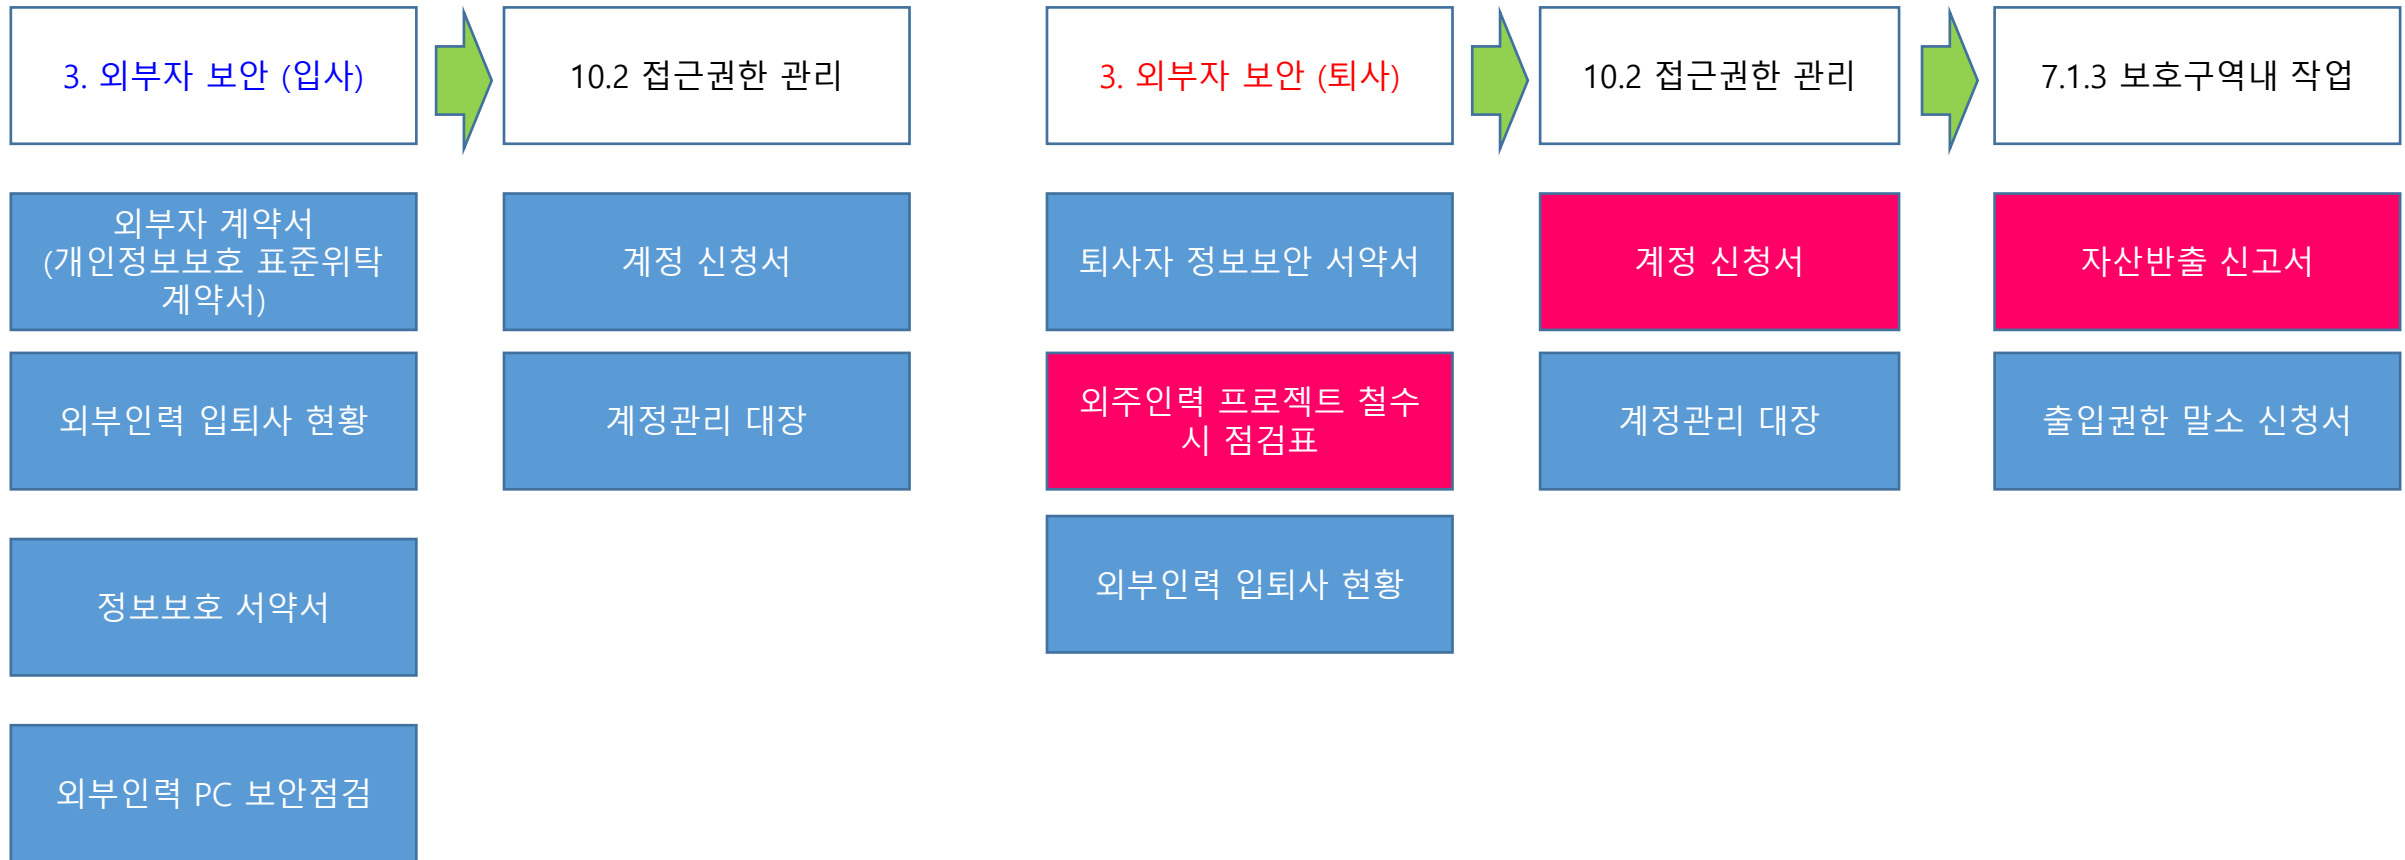 3. 외부자 보안 (입사)
10.2 접근권한 관리
3. 외부자 보안 (퇴사)
10.2 접근권한 관리
7.1.3 보호구역내 작업
외부자 계약서
(개인정보보호 표준위탁
계약서)
계정 신청서
퇴사자 정보보안 서약서
계정 신청서
자산반출 신고서
외부인력 입퇴사 현황
계정관리 대장
외주인력 프로젝트 철수
시 점검표
계정관리 대장
출입권한 말소 신청서
정보보호 서약서
외부인력 입퇴사 현황
외부인력 PC 보안점검